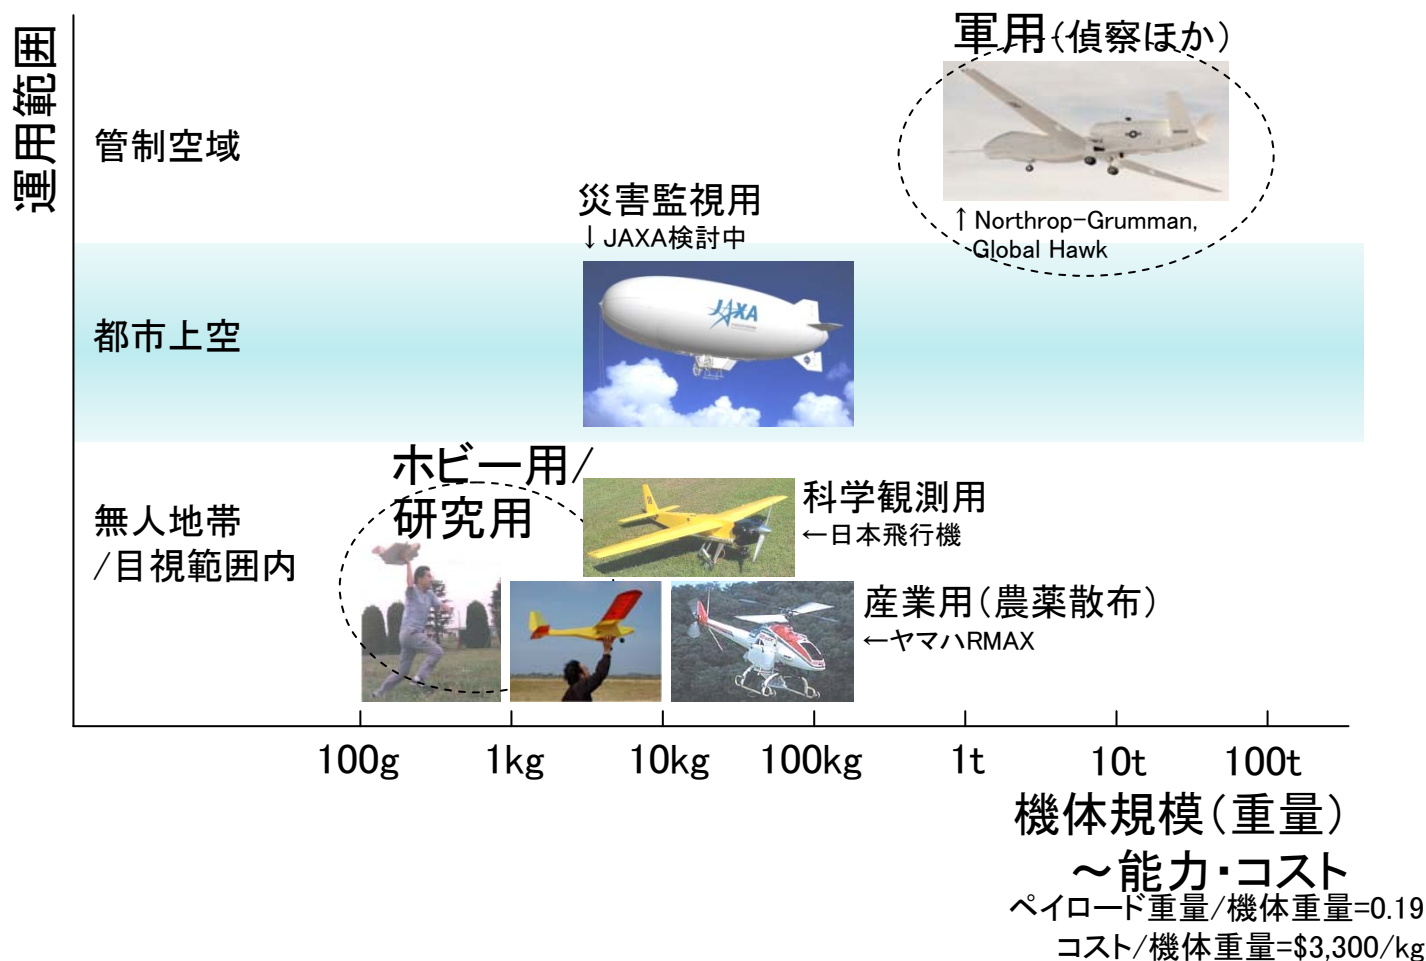 運用範囲
軍用(偵察ほか)
管制空域
↑Northrop-Grumman,
Global Hawk
災害監視用
↓JAXA検討中
JAXA
都市上空
ホビー用/
研究用
無人地帯
/目視範囲内
科学観測用
←日本飛行機
産業用(農薬散布)
←ヤマハRMAX
100g 1kg 10kg 100kg 1t 10t 100t
機体規模(重量)
～能力・コスト
ペイロード重量/機体重量=0.19
コスト/機体重量=$3,300/kg